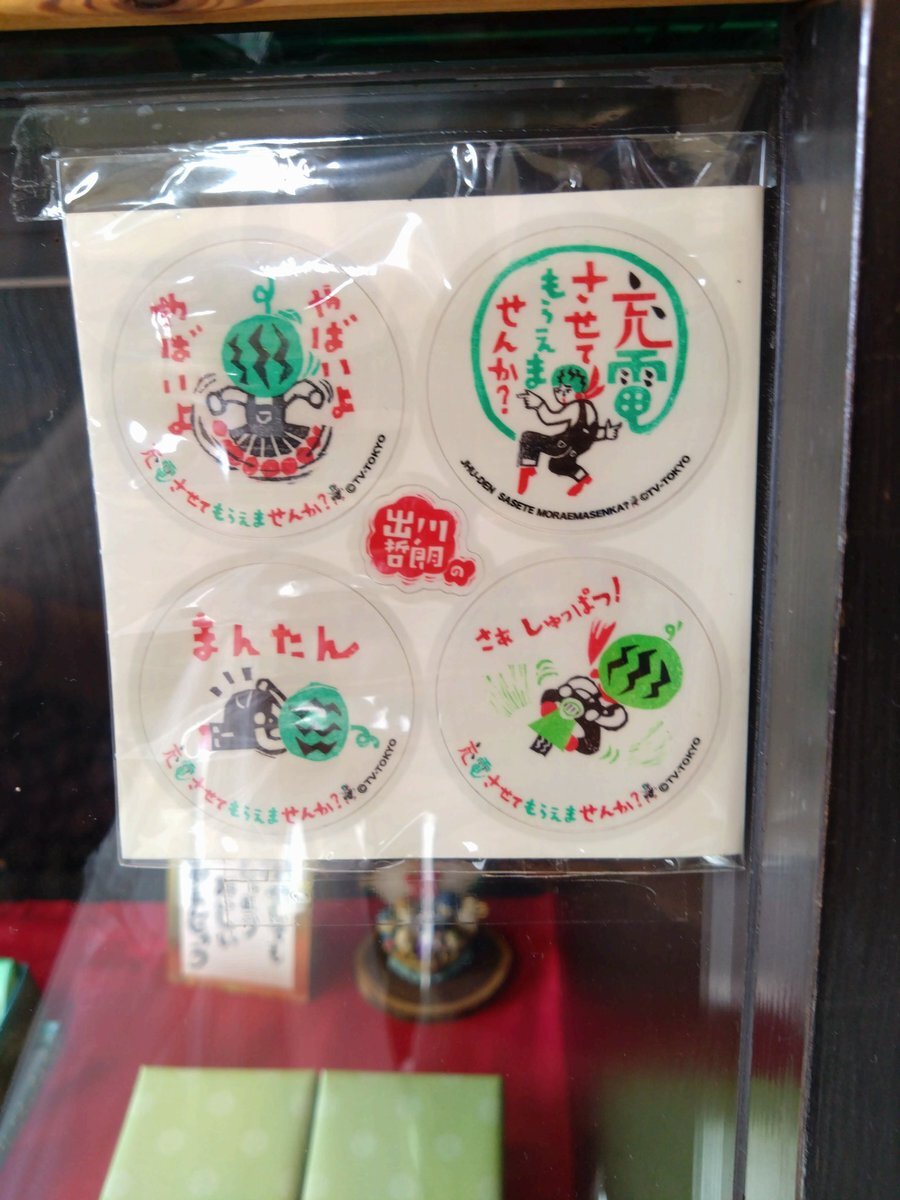 やばいよ
やばいよ
充電させてもらえませんか?
©TV-TOKYO
充電
させて
もらえま
せんか?
JHU-DEN SASETE MORAEMASENKA?
©TV-TOKYO
出川
哲朗の
まんたん
充電させてもらえませんか?
©TV-TOKYO
さぁ しゅっぱつ!
充電させてもらえませんか?
©TV-TOKYO